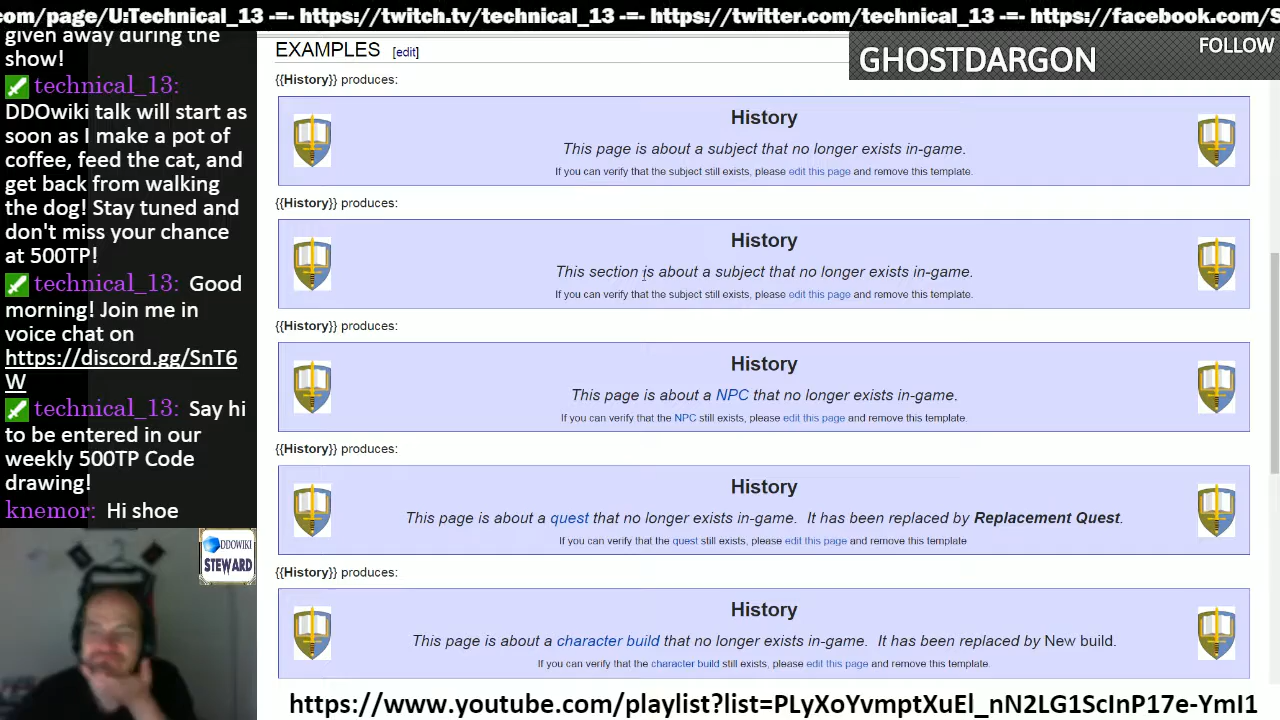 com/page/U:Technical_13 -=- https://twitch.tv/technical_13 -=- https://twitter.com/technical_13 -=- https://facebook.com/S
given away during the
show!
technical_13:
DDOwiki talk will start as
soon as I make a pot of
coffee, feed the cat, and
get back from walking
the dog! Stay tuned and
don't miss your chance
at 500TP!
technical_13: Good
morning! Join me in
voice chat on
https://discord.gg/SnT6
W
technical_13: Say hi
to be entered in our
weekly 500TP Code
drawing!
knemor: Hi shoe
DDOWIKI
STEWARD
GHOSTDARGON
FOLLOW
EXAMPLES [edit]
{{History}} produces:
History
This page is about a subject that no longer exists in-game.
If you can verify that the subject still exists, please edit this page and remove this template.
{{History}} produces:
History
This section is about a subject that no longer exists in-game.
If you can verify that the subject still exists, please edit this page and remove this template.
{{History}} produces:
History
This page is about a NPC that no longer exists in-game.
If you can verify that the NPC still exists, please edit this page and remove this template.
{{History}} produces:
History
This page is about a quest that no longer exists in-game. It has been replaced by Replacement Quest.
If you can verify that the quest still exists, please edit this page and remove this template
{{History}} produces:
History
This page is about a character build that no longer exists in-game. It has been replaced by New build.
If you can verify that the character build still exists, please edit this page and remove this template.
https://www.youtube.com/playlist?list=PLyXoYvmptXuEl_nN2LG1ScInP17e-YmI1